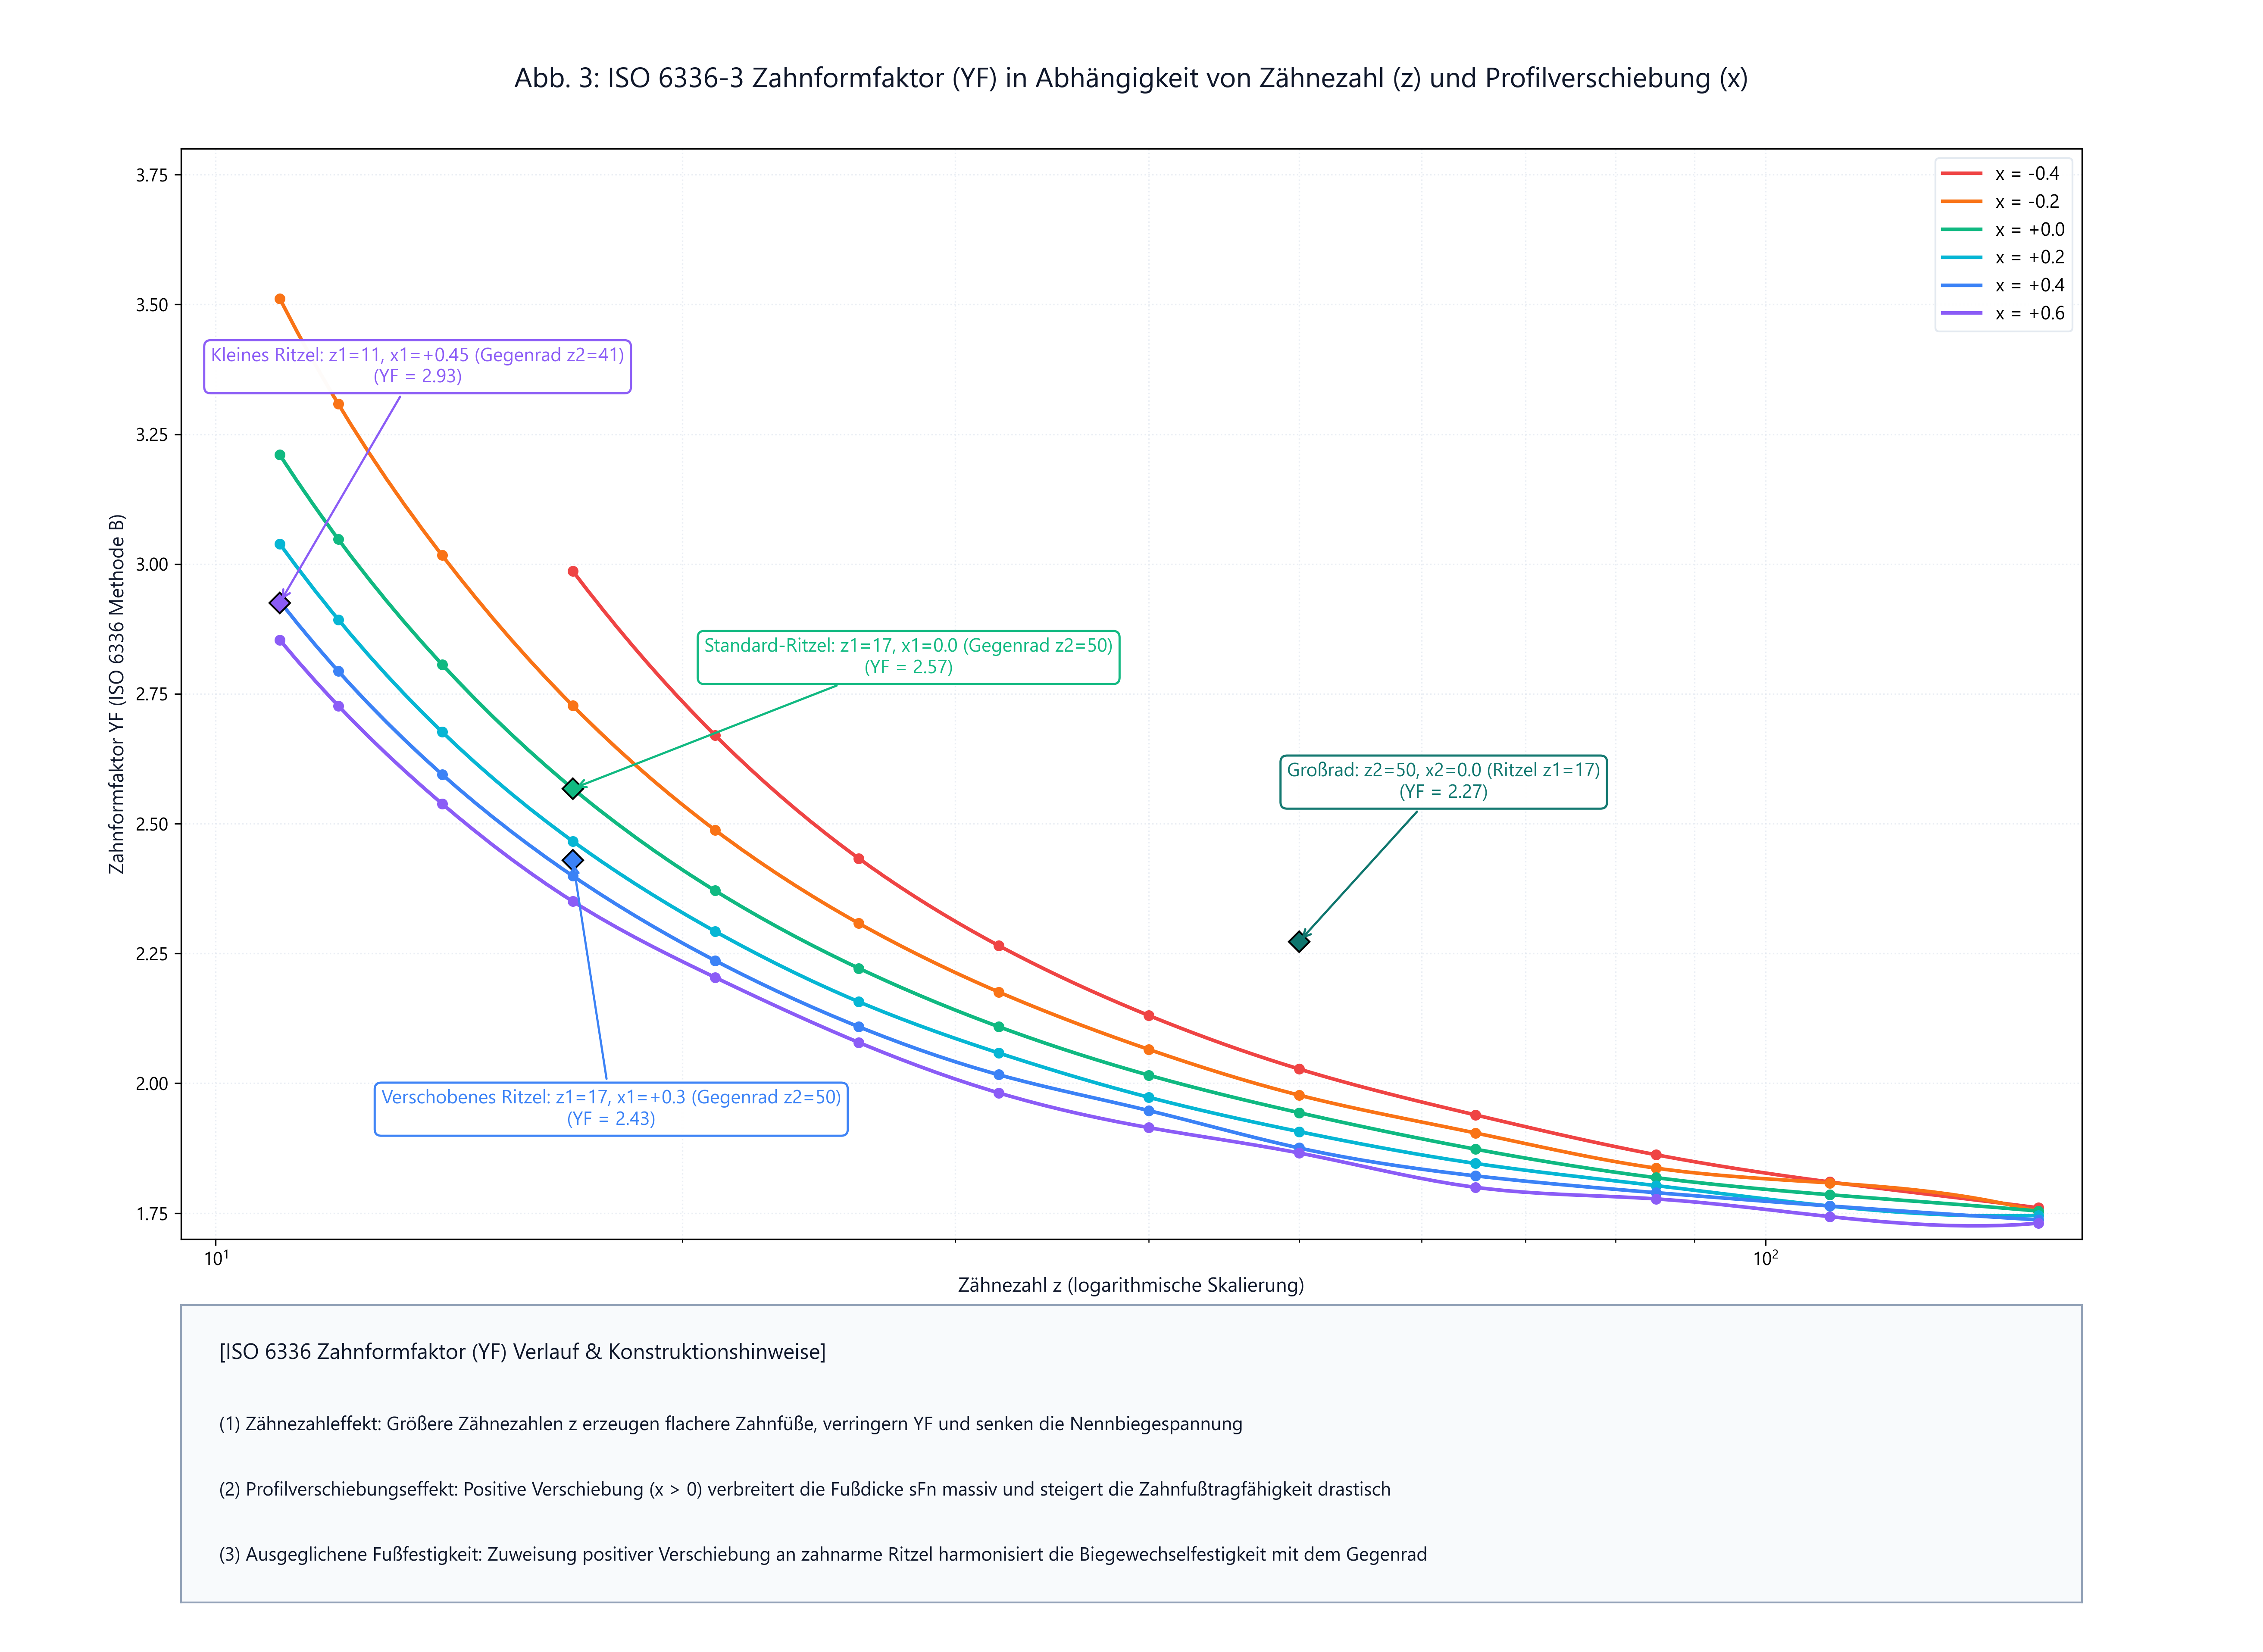 Abb. 3: ISO 6336-3 Zahnformfaktor (YF) in Abhängigkeit von Zähnezahl (z) und Profilverschiebung (x)
Zahnformfaktor YF (ISO 6336 Methode B)
3.75
3.50
3.25
3.00
2.75
2.50
2.25
2.00
1.75
x = -0.4
x = -0.2
x = +0.0
x = +0.2
x = +0.4
x = +0.6
Kleines Ritzel: z1=11, x1=+0.45 (Gegenrad z2=41)
(YF = 2.93)
Standard-Ritzel: z1=17, x1=0.0 (Gegenrad z2=50)
(YF = 2.57)
Großrad: z2=50, x2=0.0 (Ritzel z1=17)
(YF = 2.27)
Verschobenes Ritzel: z1=17, x1=+0.3 (Gegenrad z2=50)
(YF = 2.43)
10¹
10²
Zähnezahl z (logarithmische Skalierung)
[ISO 6336 Zahnformfaktor (YF) Verlauf & Konstruktionshinweise]
(1) Zähnezahleffekt: Größere Zähnezahlen z erzeugen flachere Zahnfüße, verringern YF und senken die Nennbiegespannung
(2) Profilverschiebungseffekt: Positive Verschiebung (x > 0) verbreitert die Fußdicke sFn massiv und steigert die Zahnfußtragfähigkeit drastisch
(3) Ausgeglichene Fußfestigkeit: Zuweisung positiver Verschiebung an zahnarme Ritzel harmonisiert die Biegewechselfestigkeit mit dem Gegenrad